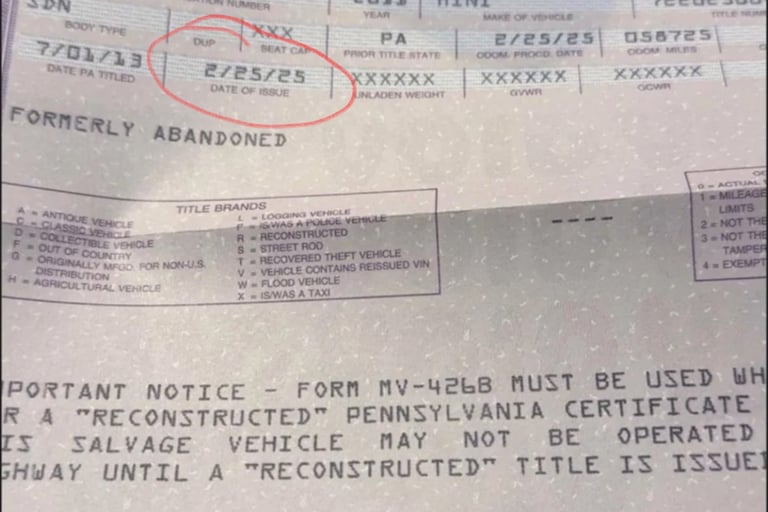 SDN
NUMBER
YEAR
MINI
MAKE OF VEHICLE
BODY TYPE
DUP
XXX
SEAT CAP
PA
PRIOR TITLE STATE
2/25/25
ODOM. PROCD. DATE
058725
ODOM. MILES
7/01/13
DATE PA TITLED
2/25/25
DATE OF ISSUE
XXXXXX
UNLADEN WEIGHT
XXXXXX
GVWR
XXXXXX
GCWR
FORMERLY ABANDONED
TITLE BRANDS
A = ANTIQUE VEHICLE
C = CLASSIC VEHICLE
D = COLLECTIBLE VEHICLE
F = OUT OF COUNTRY
G = ORIGINALLY MFGD. FOR NON-U.S.
DISTRIBUTION
H = AGRICULTURAL VEHICLE
L = LOGGING VEHICLE
P = IS/WAS A POLICE VEHICLE
R = RECONSTRUCTED
S = STREET ROD
T = RECOVERED THEFT VEHICLE
V = VEHICLE CONTAINS REISSUED VIN
W = FLOOD VEHICLE
X = IS/WAS A TAXI
----
0 = ACTUAL
1 = MILEAGE
LIMITS
2 = NOT THE
3 = NOT THE
TAMPER
4 = EXEMPT
PORTANT NOTICE - FORM MV-426B MUST BE USED WH
R A "RECONSTRUCTED" PENNSYLVANIA CERTIFICATE
IS SALVAGE VEHICLE MAY NOT BE OPERATED
GHWAY UNTIL A "RECONSTRUCTED" TITLE IS ISSUE